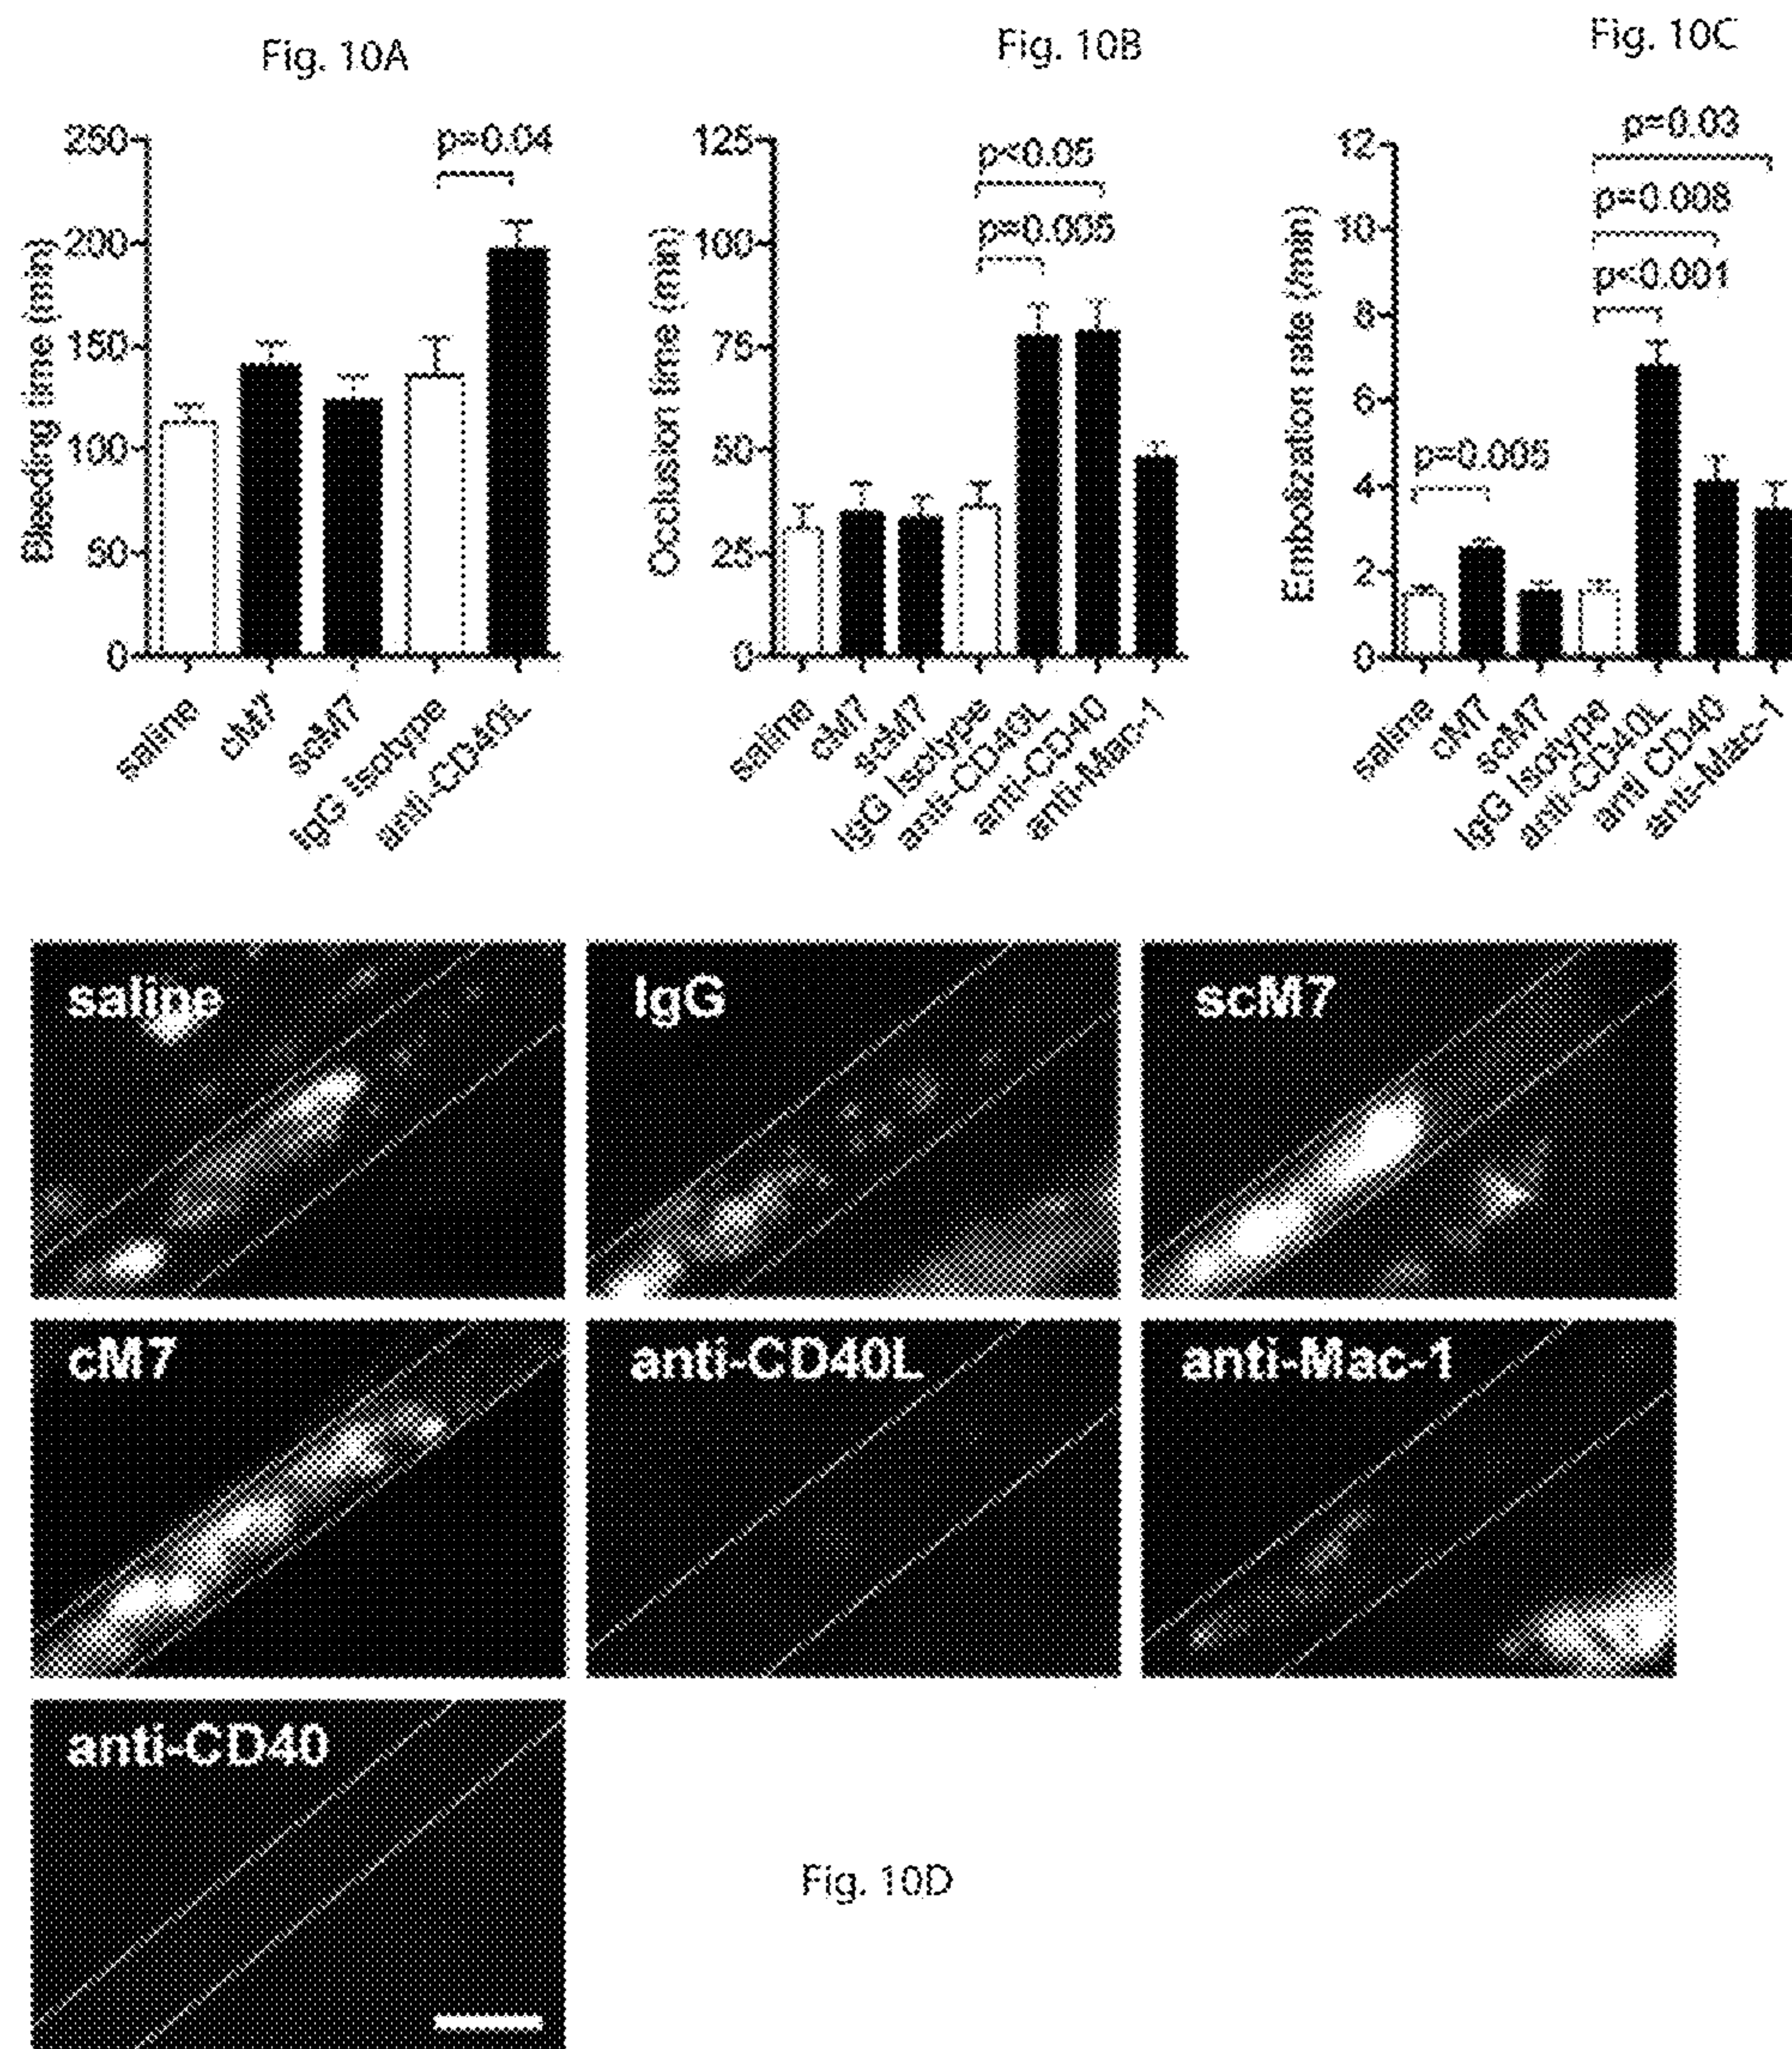 Fig. 10A
Bleeding time (min)
250
200
150
100
50
0
p=0.04
saline
cM7
scM7
IgG isotype
anti-CD40L
Fig. 10B
Occlusion time (min)
125
100
75
50
25
0
p<0.05
p=0.005
saline
cM7
scM7
IgG Isotype
anti-CD40L
anti-CD40
anti-Mac-1
Fig. 10C
Embolization rate (/min)
12
10
8
6
4
2
0
p=0.03
p=0.008
p<0.001
p=0.005
saline
cM7
scM7
IgG Isotype
anti-CD40L
anti CD40
anti-Mac-1
saline
IgG
scM7
cM7
anti-CD40L
anti-Mac-1
anti-CD40
Fig. 10D